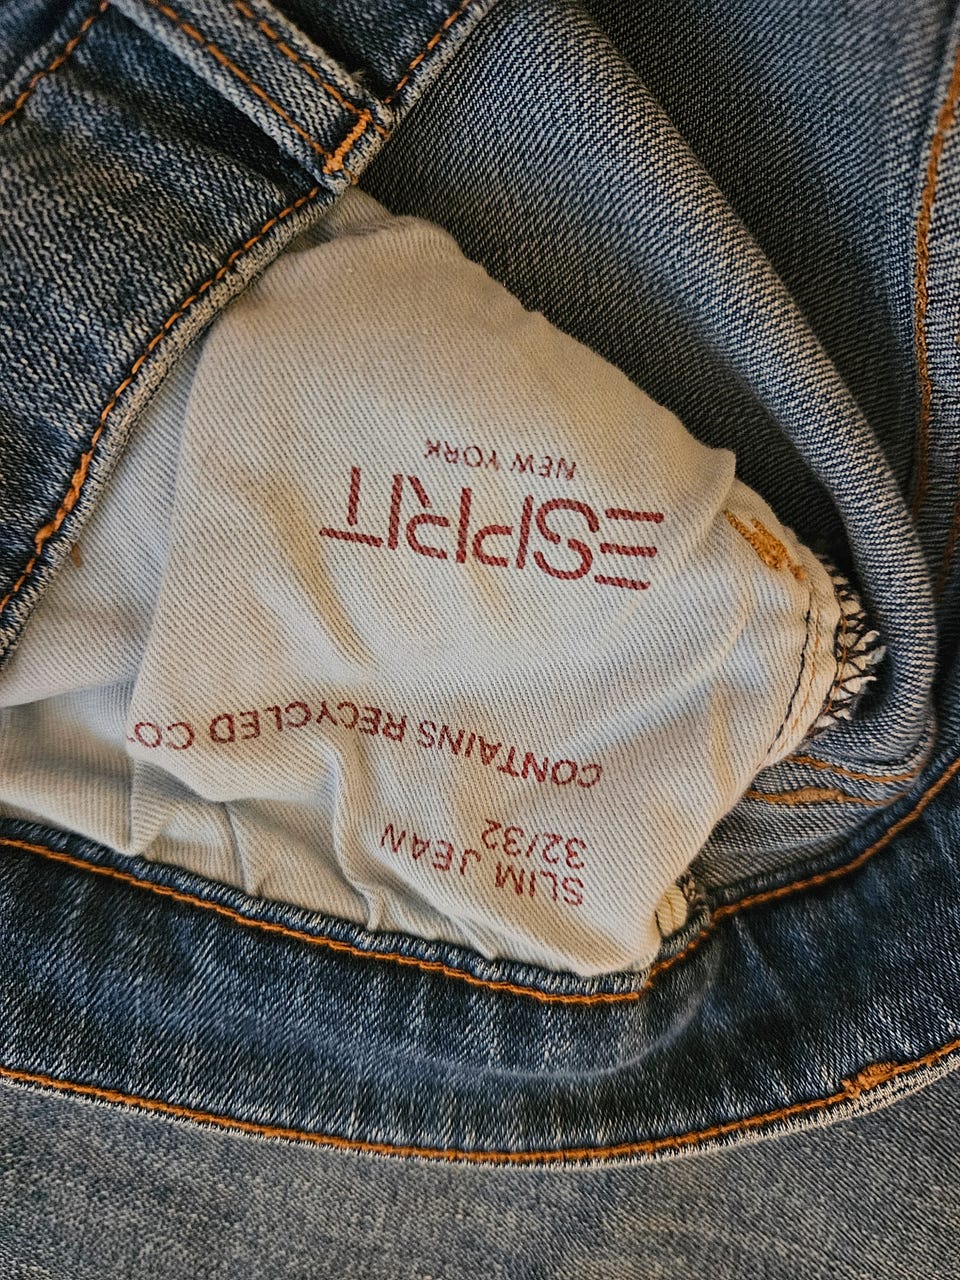 SLIM JEAN
32/32
CONTAINS RECYCLED CO
ESPRIT
NEW YORK